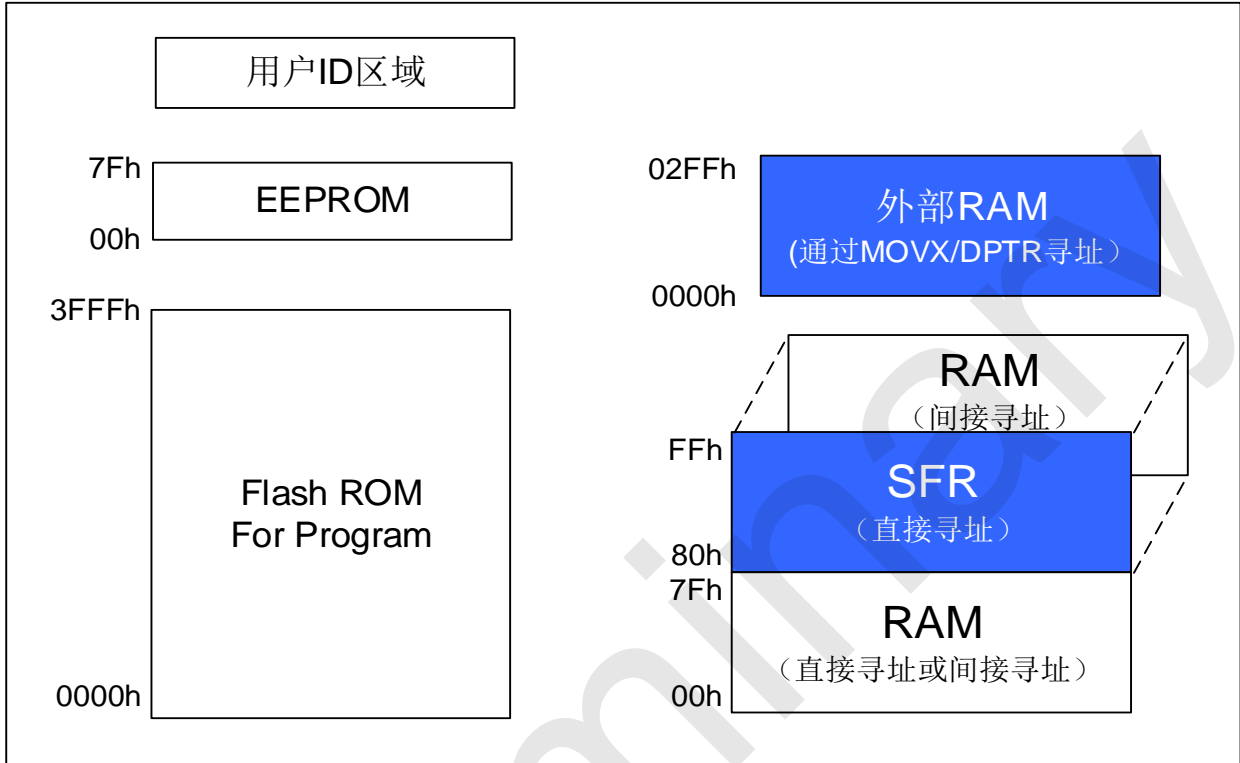 用户ID区域
7Fh
EEPROM
00h
3FFFh
Flash ROM
For Program
0000h
02FFh
外部RAM
(通过MOVX/DPTR寻址）
0000h
RAM
（间接寻址）
FFh
SFR
（直接寻址）
80h
7Fh
RAM
（直接寻址或间接寻址）
00h
minary